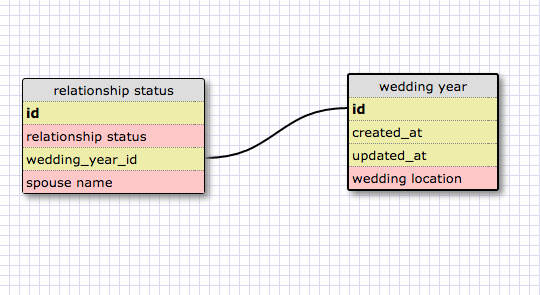 relationship status
id
relationship status
wedding_year_id
spouse name
wedding year
id
created_at
updated_at
wedding location